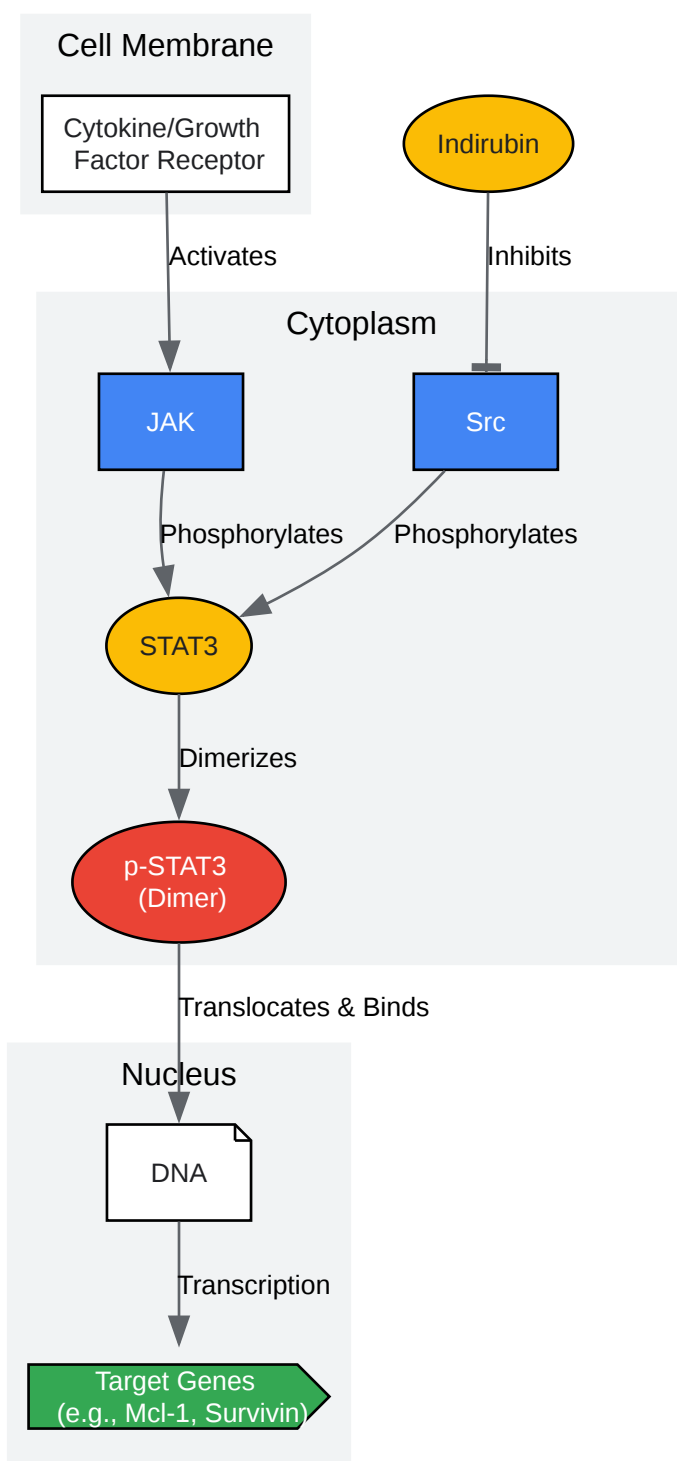 Cell Membrane
Cytokine/Growth
Factor Receptor
Indirubin
Activates
Inhibits
Cytoplasm
JAK
Src
Phosphorylates
Phosphorylates
STAT3
Dimerizes
p-STAT3
(Dimer)
Translocates & Binds
Nucleus
DNA
Transcription
Target Genes
(e.g., Mcl-1, Survivin)